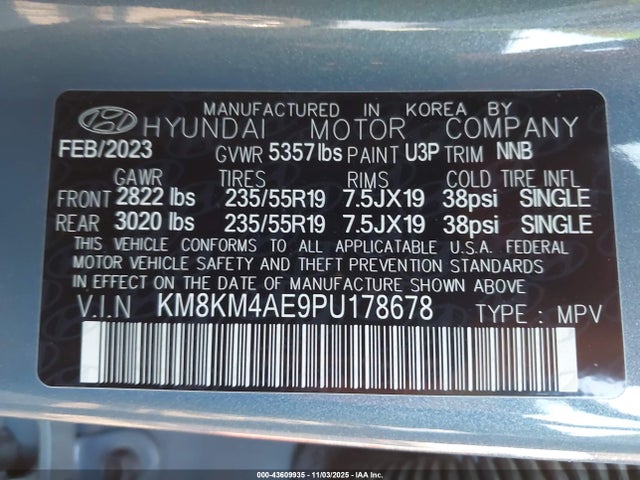 MANUFACTURED IN KOREA BY
HYUNDAI MOTOR COMPANY
FEB/2023 GVWR 5357lbs PAINT U3P TRIM NNB
GAWR TIRES RIMS COLD TIRE INFL
FRONT 2822 lbs 235/55R19 7.5JX19 38psi SINGLE
REAR 3020 lbs 235/55R19 7.5JX19 38psi SINGLE
THIS VEHICLE CONFORMS TO ALL APPLICABLE U.S.A. FEDERAL
MOTOR VEHICLE SAFETY AND THEFT PREVENTION STANDARDS
IN EFFECT ON THE DATE OF MANUFACTURE SHOWN ABOVE
V.I.N KM8KM4AE9PU178678 TYPE : MPV
000-43609935 - 11/03/2025 - IAA Inc.